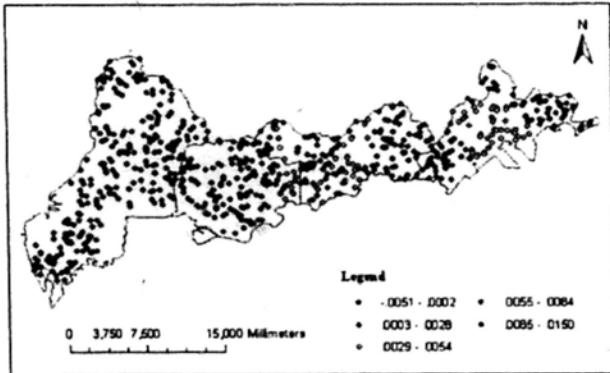 N
Legend
-.0051 - .0002
.0055 - .0084
.0003 - .0028
.0085 - .0150
.0029 - .0054
0 3,750 7,500 15,000 Millimeters